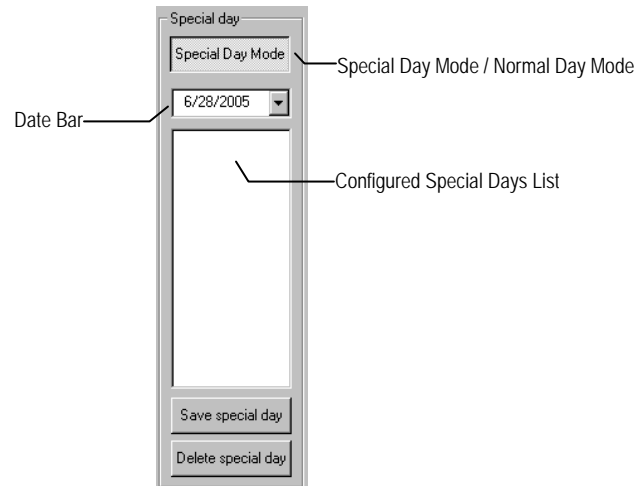 Special day
Special Day Mode
Special Day Mode / Normal Day Mode
6/28/2005
Date Bar
Configured Special Days List
Save special day
Delete special day